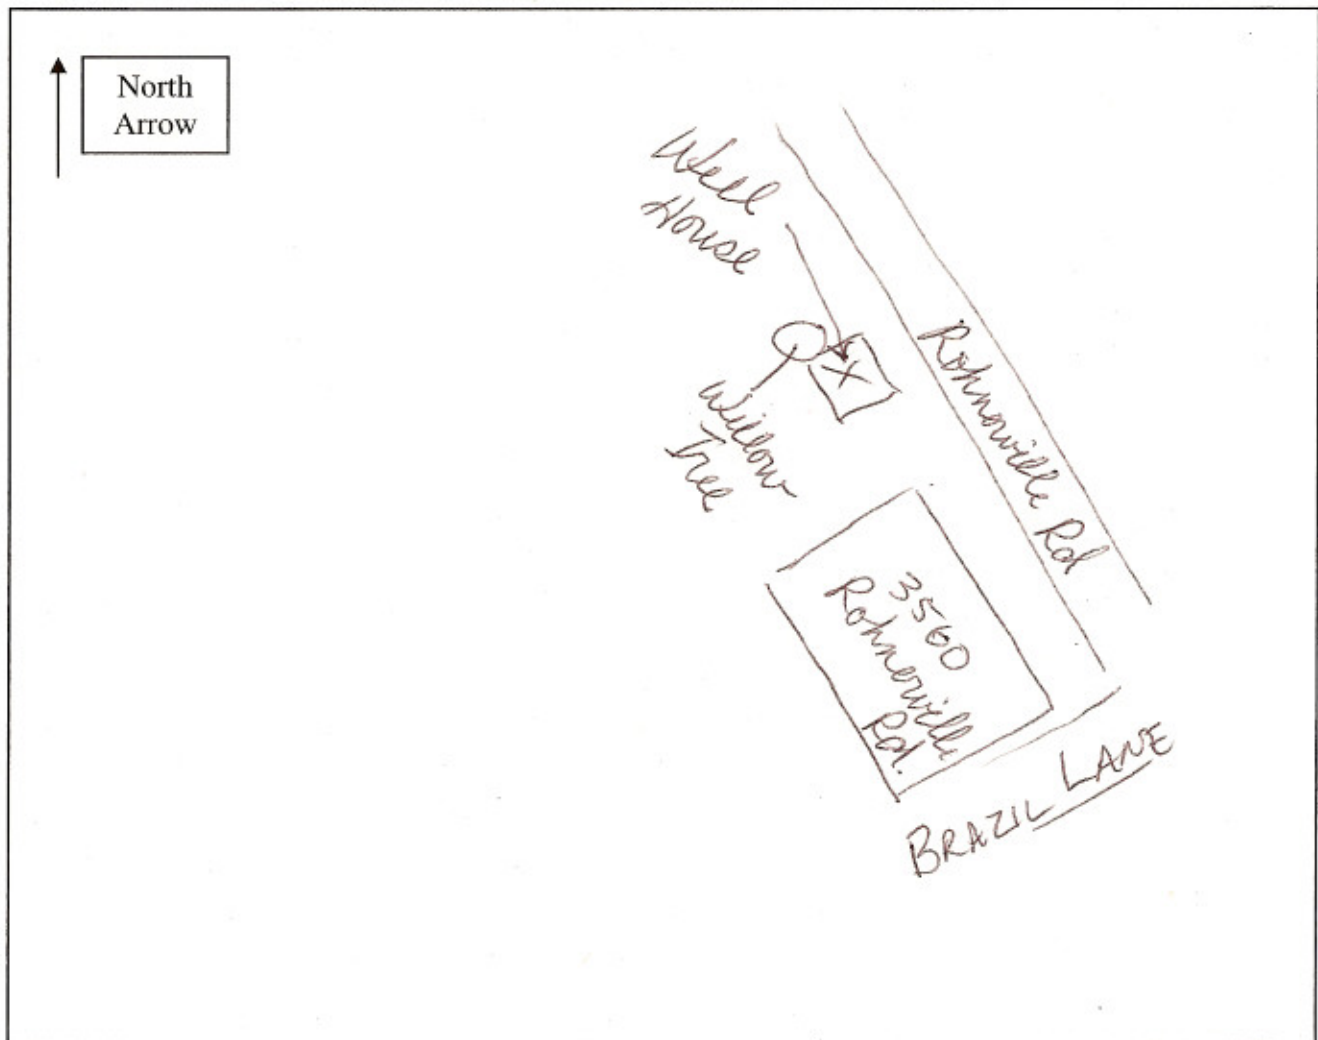 North
Arrow
Well
House
Rohnerville Rd
Willow
Tree
X
3560
Rohnerville
Rd.
BRAZIL LANE